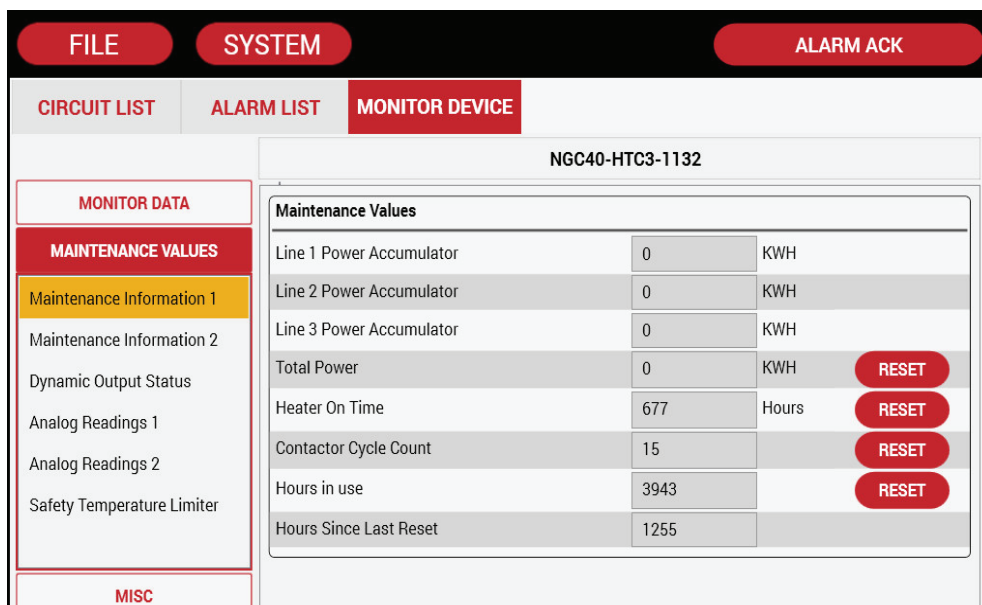 FILE SYSTEM ALARM ACK
CIRCUIT LIST ALARM LIST MONITOR DEVICE
NGC40-HTC3-1132
MONITOR DATA
MAINTENANCE VALUES
Maintenance Information 1
Maintenance Information 2
Dynamic Output Status
Analog Readings 1
Analog Readings 2
Safety Temperature Limiter
MISC
Maintenance Values
Line 1 Power Accumulator 0 KWH
Line 2 Power Accumulator 0 KWH
Line 3 Power Accumulator 0 KWH
Total Power 0 KWH RESET
Heater On Time 677 Hours RESET
Contactor Cycle Count 15 RESET
Hours in use 3943 RESET
Hours Since Last Reset 1255